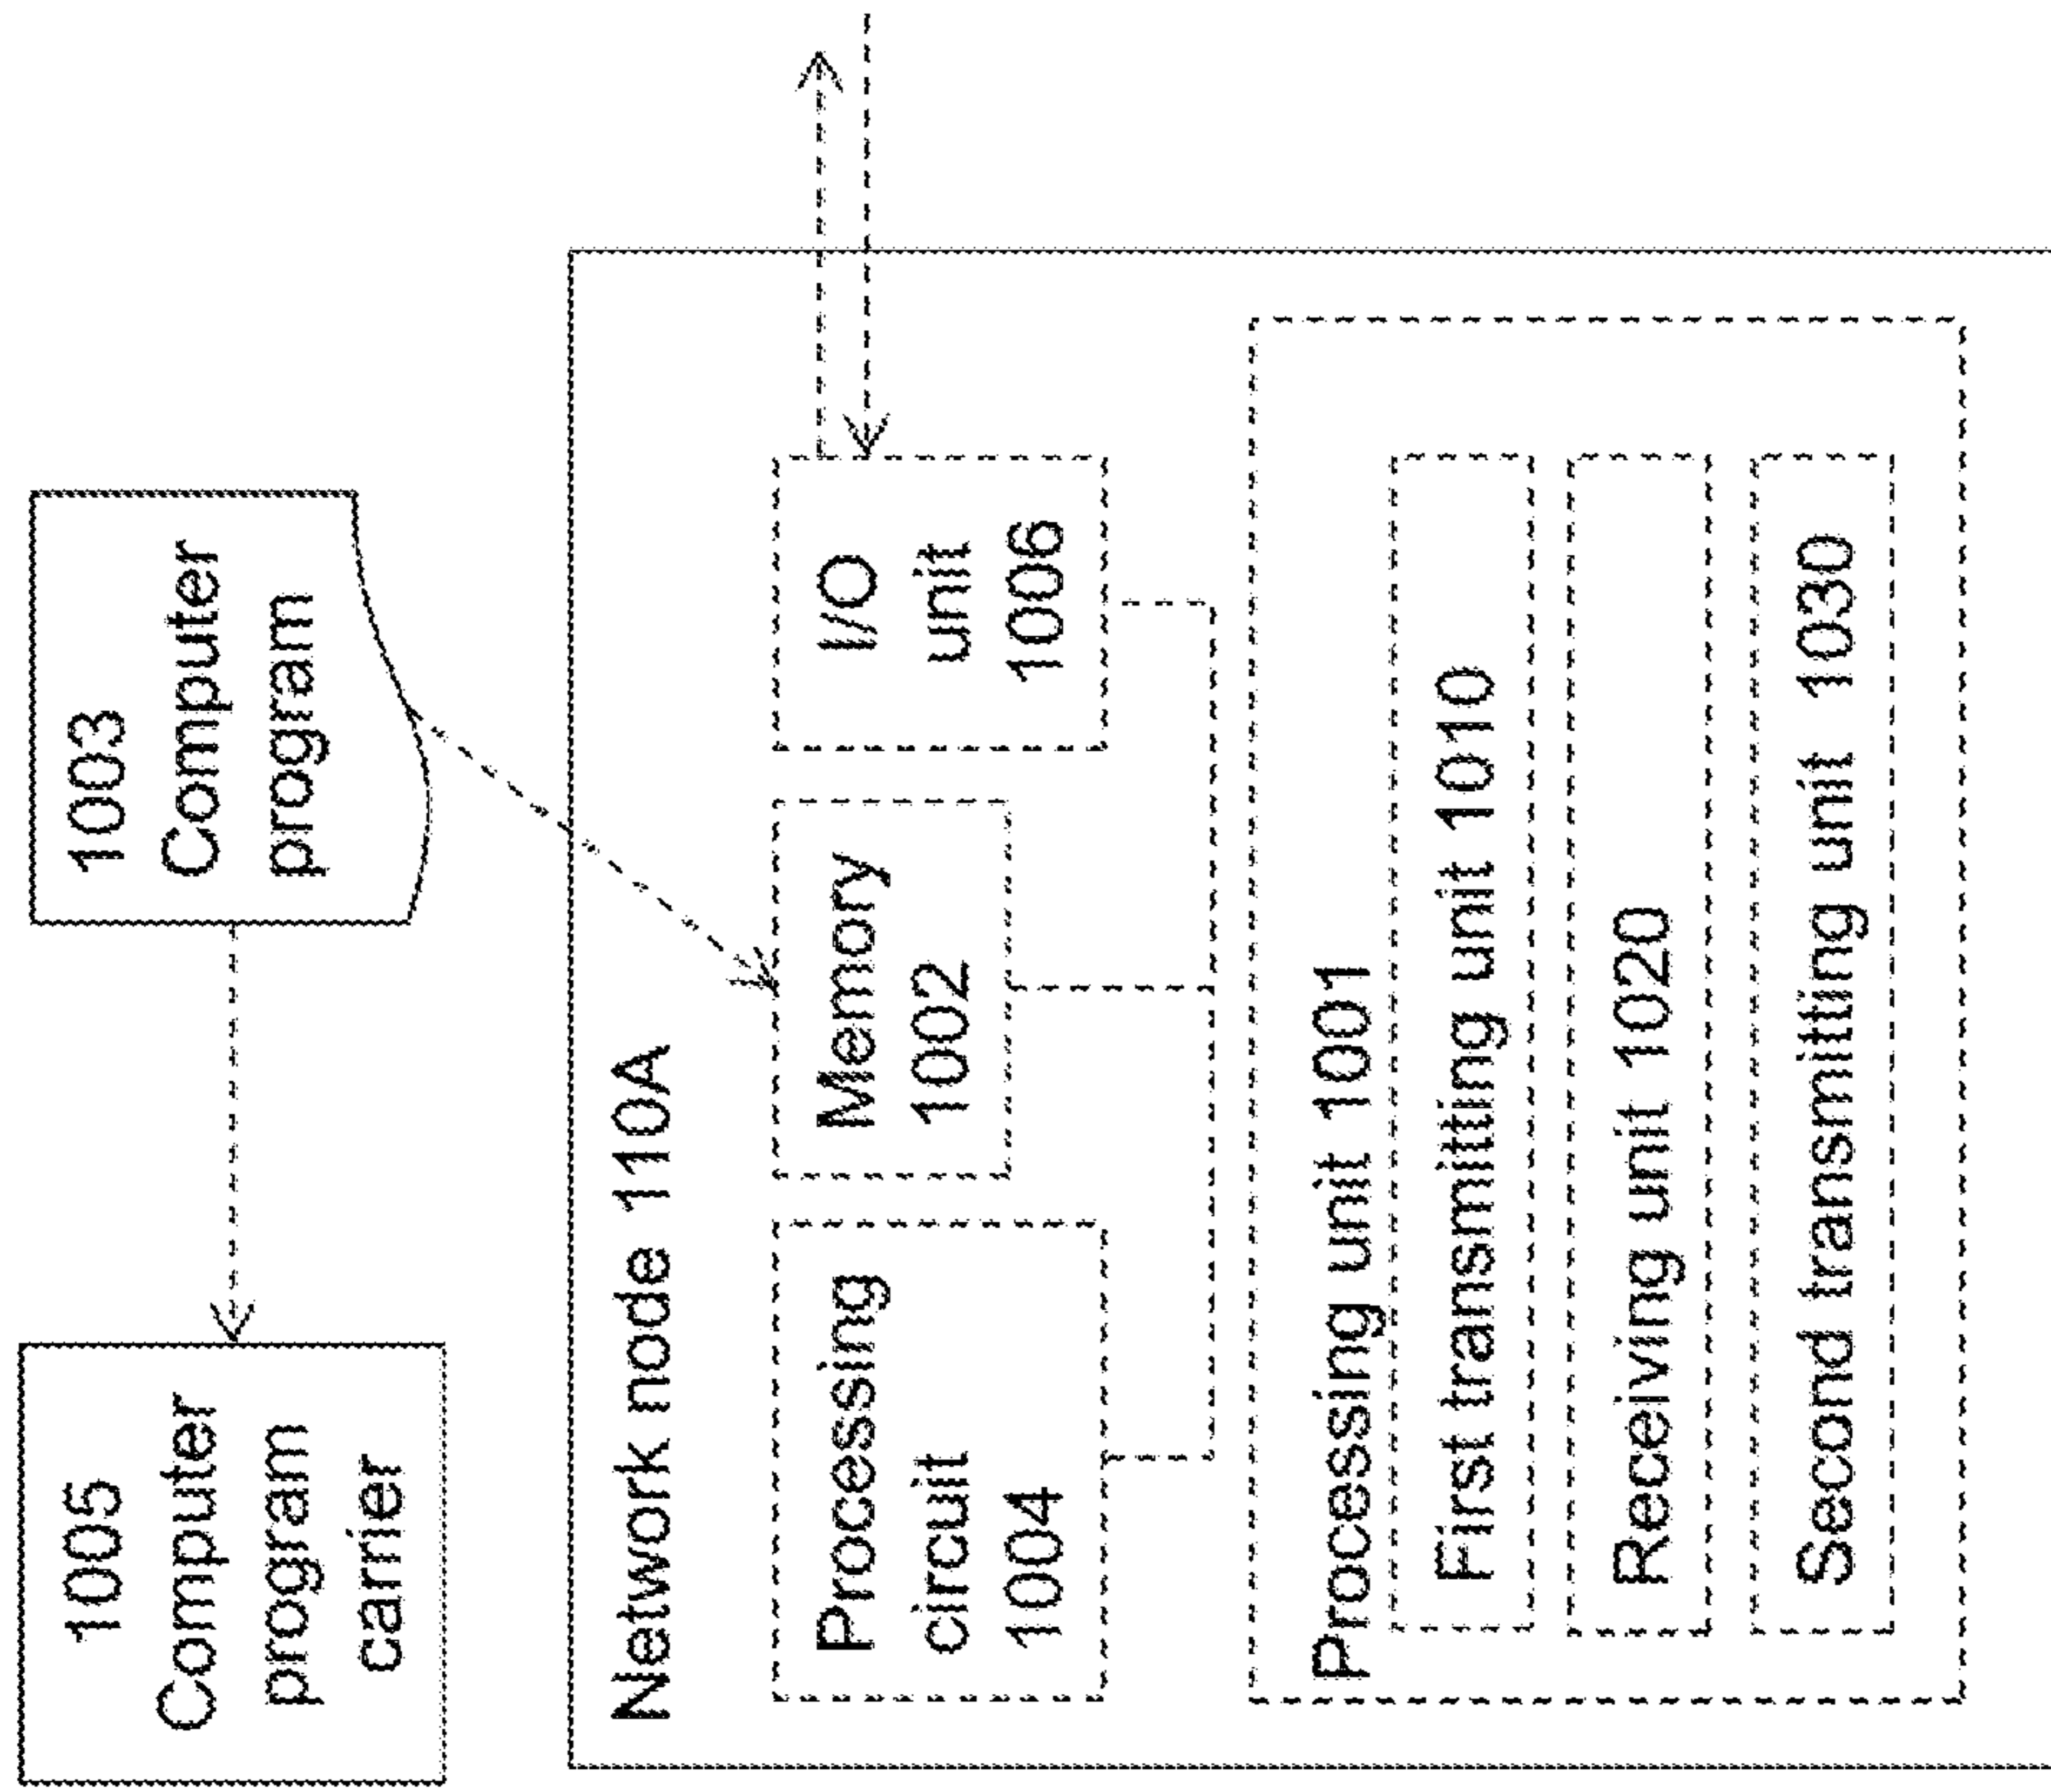 1005
Computer
program
carrier
1003
Computer
program
Network node 110A
Processing
circuit
1004
Memory
1002
I/O
unit
1006
Processing unit 1001
First transmitting unit 1010
Receiving unit 1020
Second transmitting unit 1030